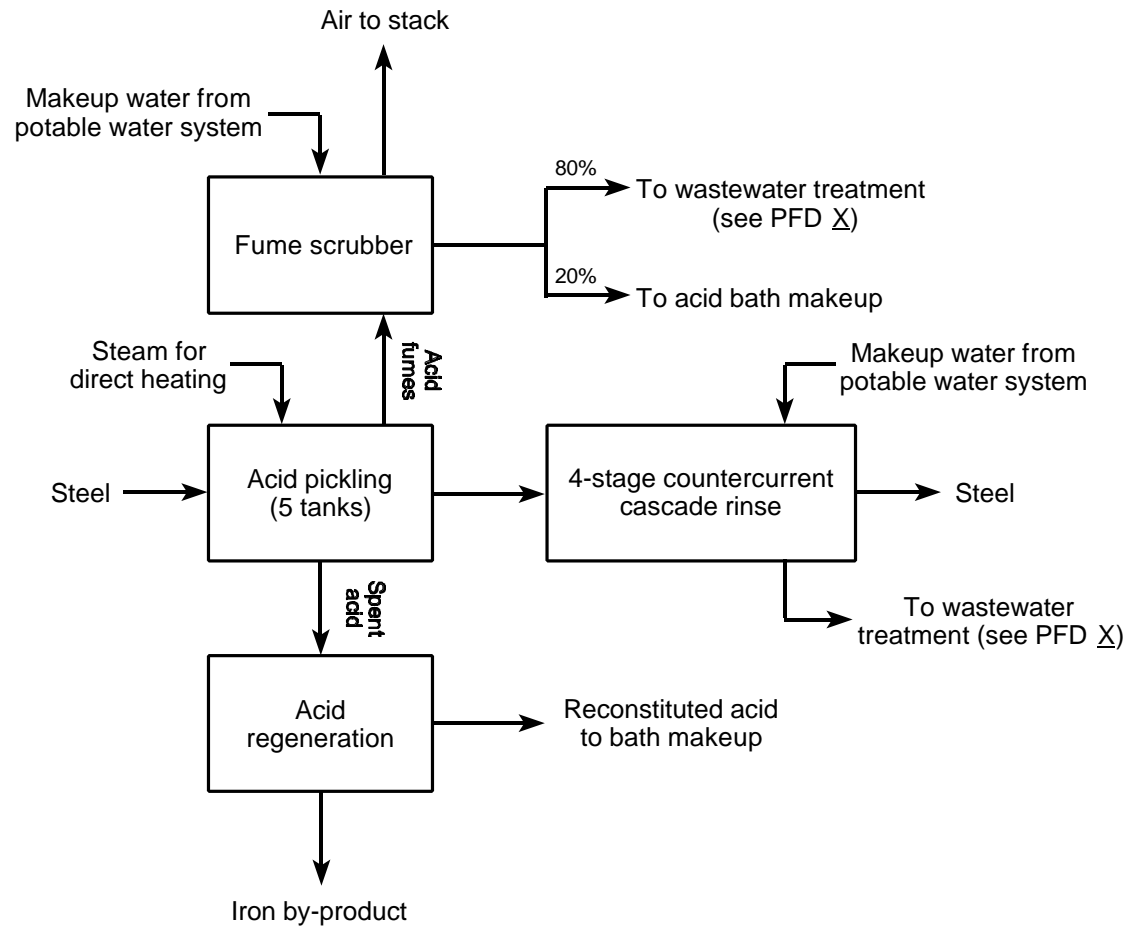 Air to stack
Makeup water from
potable water system
80%
To wastewater treatment
(see PFD X)
Fume scrubber
20%
To acid bath makeup
Steam for
direct heating
Acid
fumes
Makeup water from
potable water system
Steel
Acid pickling
(5 tanks)
4-stage countercurrent
cascade rinse
Steel
Spent
acid
To wastewater
treatment (see PFD X)
Acid
regeneration
Reconstituted acid
to bath makeup
Iron by-product